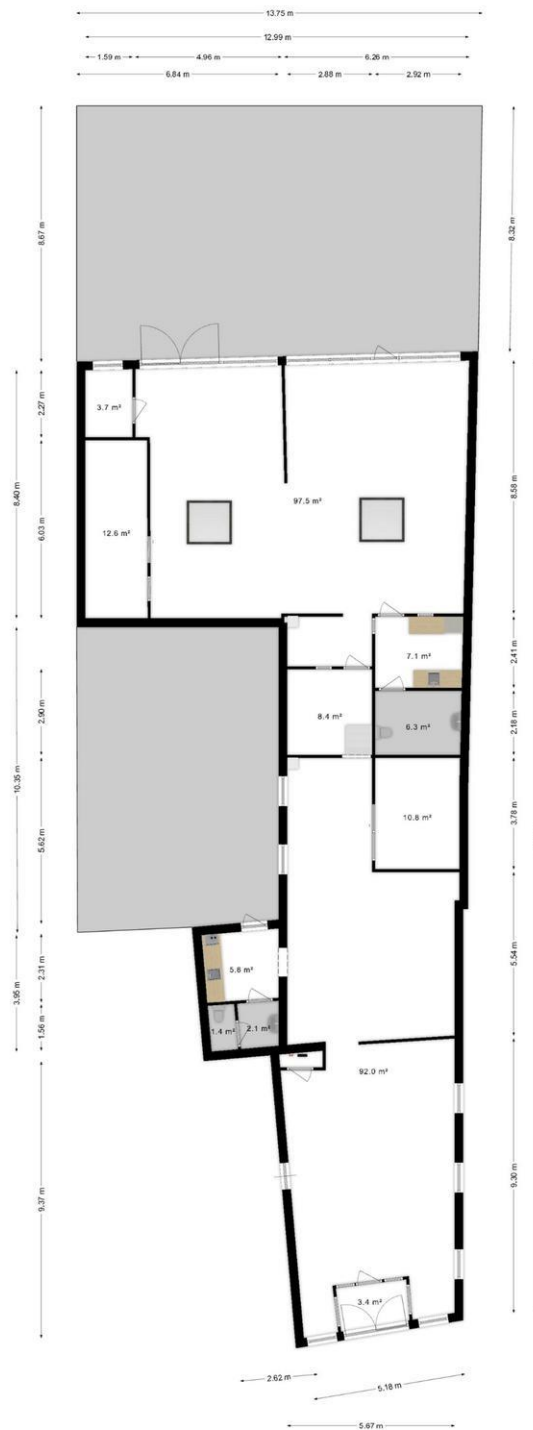 13.75 m
12.99 m
1.59 m 4.96 m 6.26 m
6.84 m 2.88 m 2.92 m
8.67 m
8.32 m
3.7 m²
2.27 m
8.40 m
8.58 m
97.5 m²
6.03 m
12.6 m²
7.1 m²
2.41 m
8.4 m²
6.3 m²
2.90 m
2.18 m
10.35 m
10.8 m²
3.78 m
5.62 m
5.54 m
5.8 m²
2.31 m
3.95 m
1.4 m²
2.1 m²
1.56 m
92.0 m²
9.37 m
9.30 m
3.4 m²
2.62 m
5.18 m
5.67 m